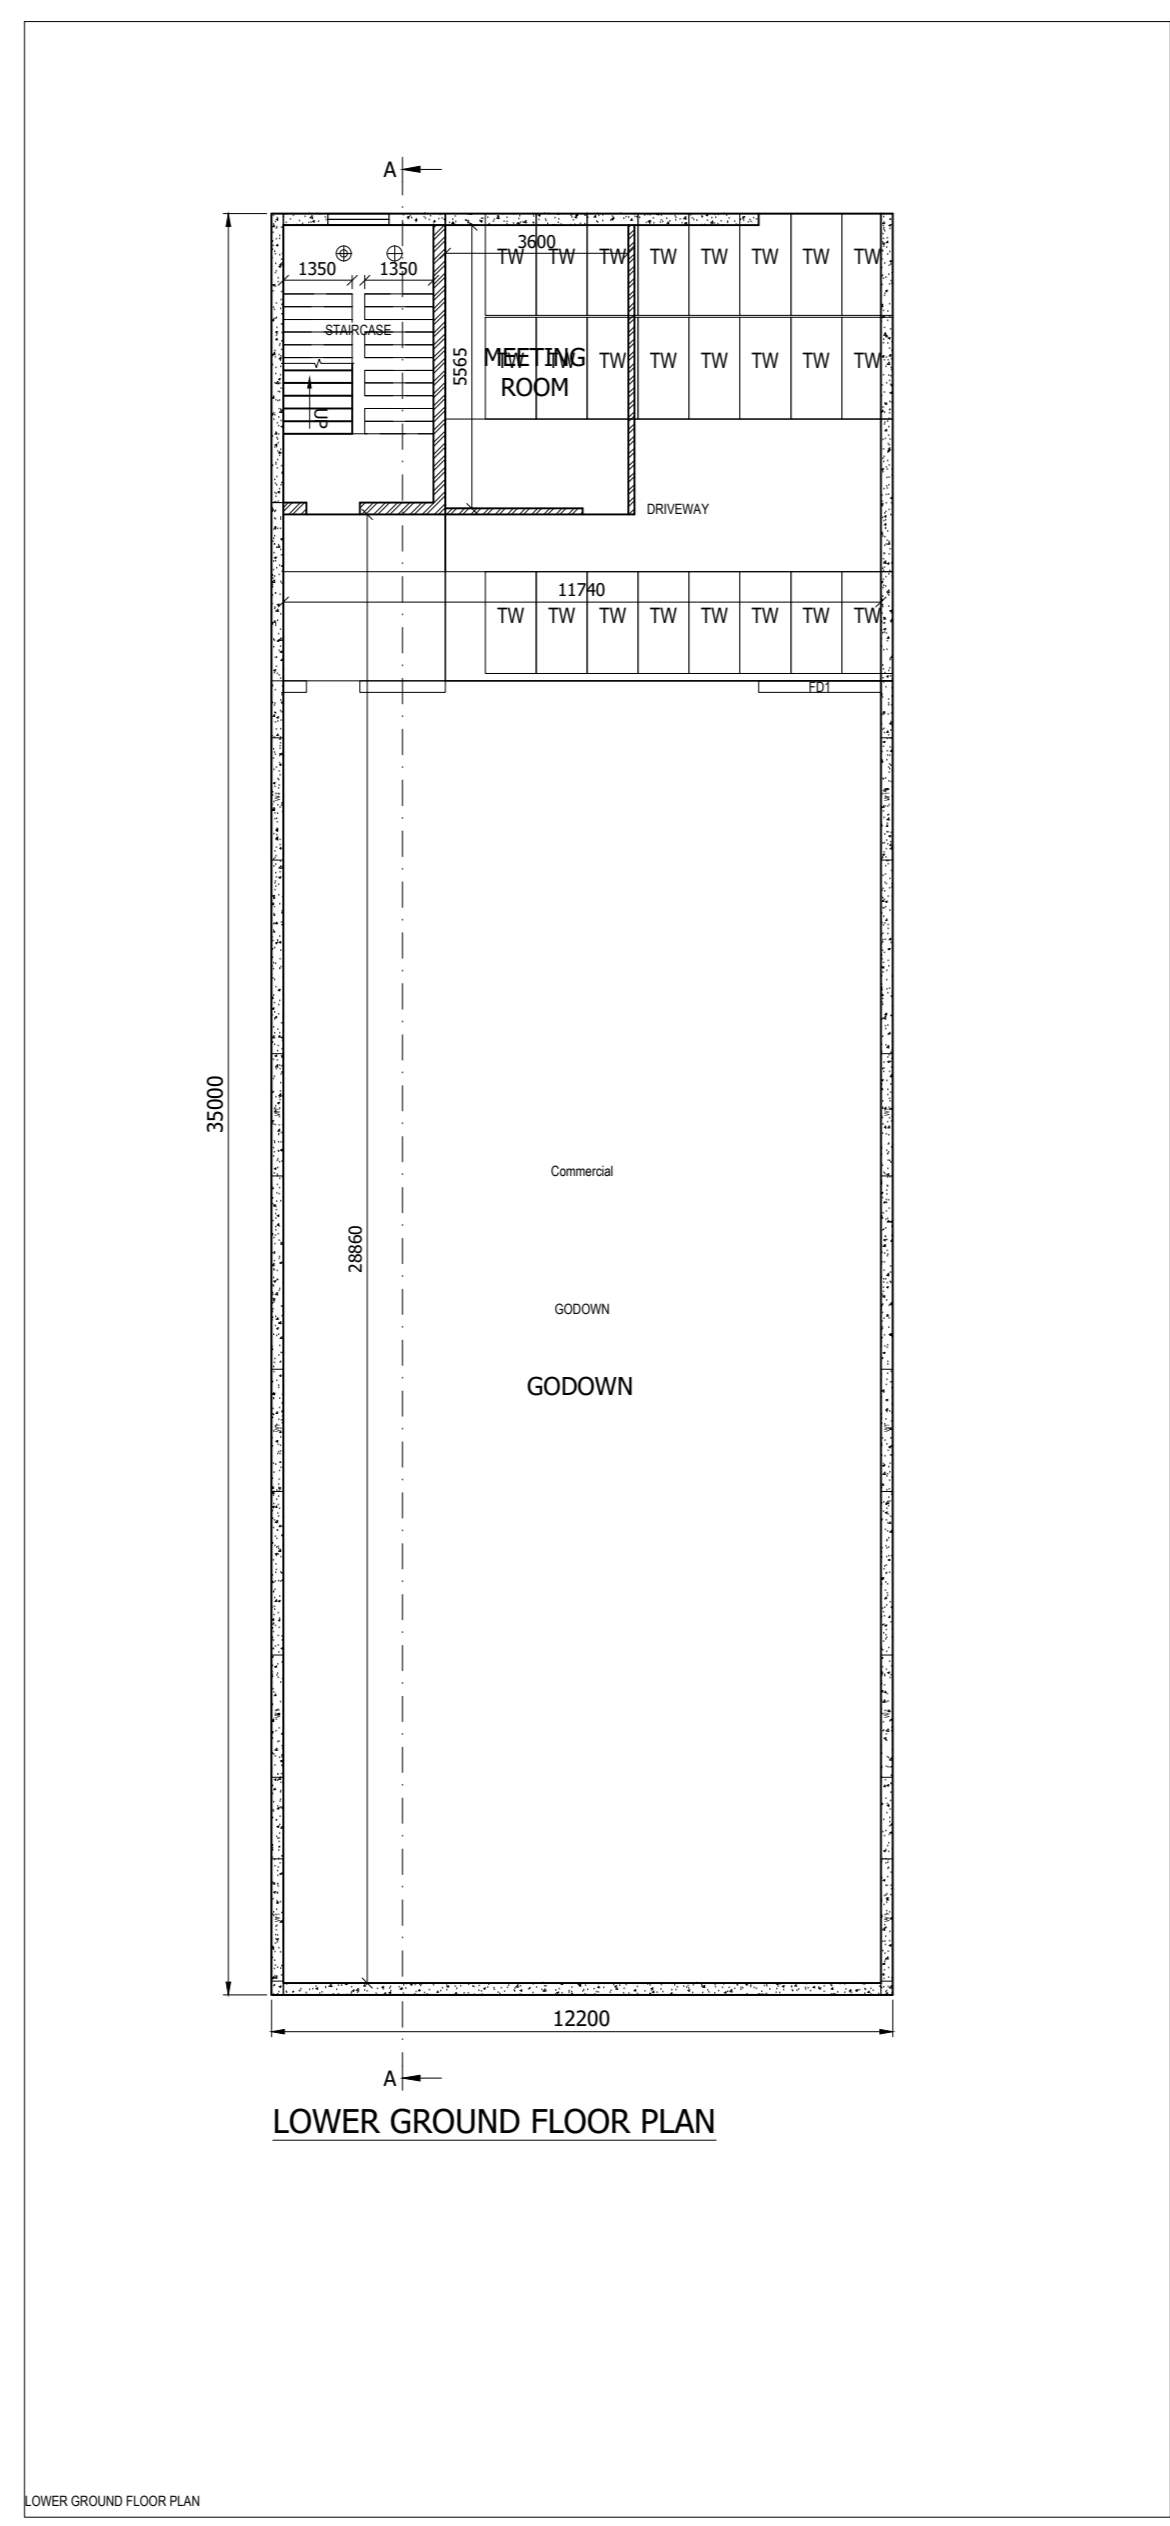 A
3600
TW TW TW TW TW TW TW TW
1350 1350
STAIRCASE
5565
MEETING
TW TW TW TW TW TW TW TW
ROOM
UP
DRIVEWAY
11740
TW TW TW TW TW TW TW TW
FD1
35000
Commercial
28860
GODOWN
GODOWN
12200
A
LOWER GROUND FLOOR PLAN
LOWER GROUND FLOOR PLAN